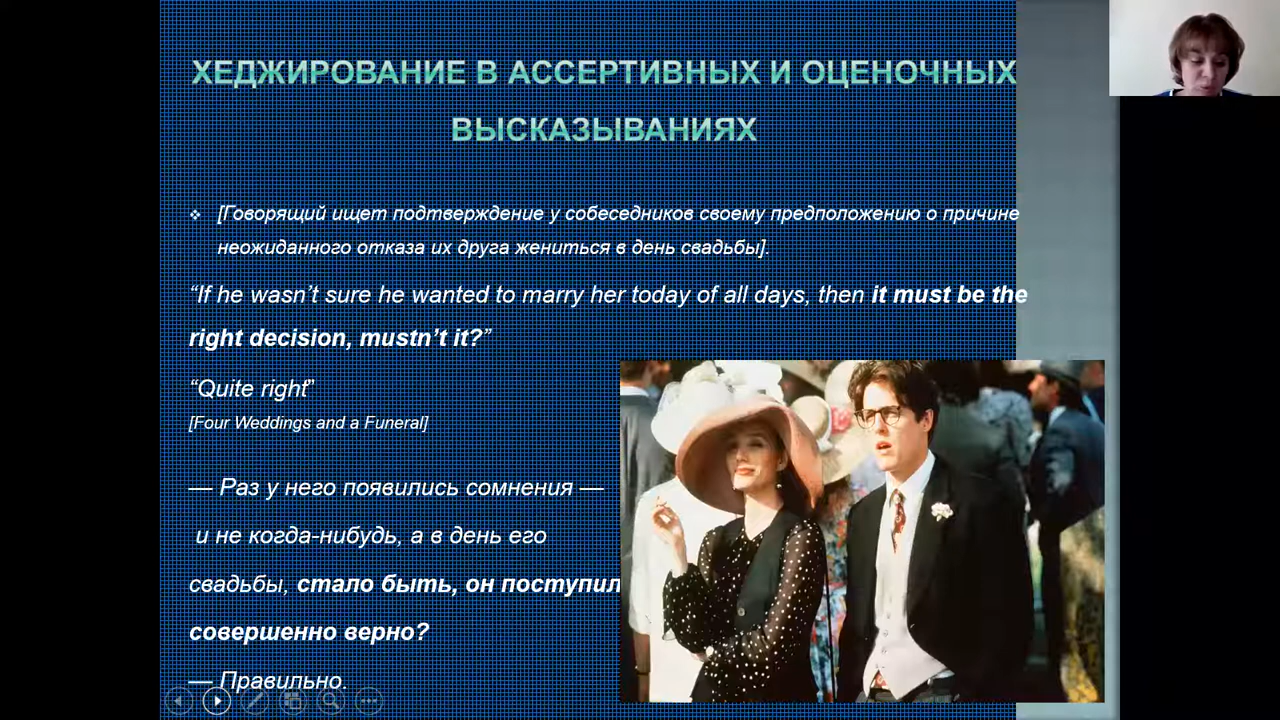 ХЕДЖИРОВАНИЕ В АССЕРТИВНЫХ И ОЦЕНОЧНЫХ
ВЫСКАЗЫВАНИЯХ
[Говорящий ищет подтверждение у собеседников своему предположению о причине
неожиданного отказа их друга жениться в день свадьбы].
“If he wasn’t sure he wanted to marry her today of all days, then it must be the
right decision, mustn’t it?”
“Quite right”
[Four Weddings and a Funeral]
— Раз у него появились сомнения —
и не когда-нибудь, а в день его
свадьбы, стало быть, он поступил
совершенно верно?
— Правильно.